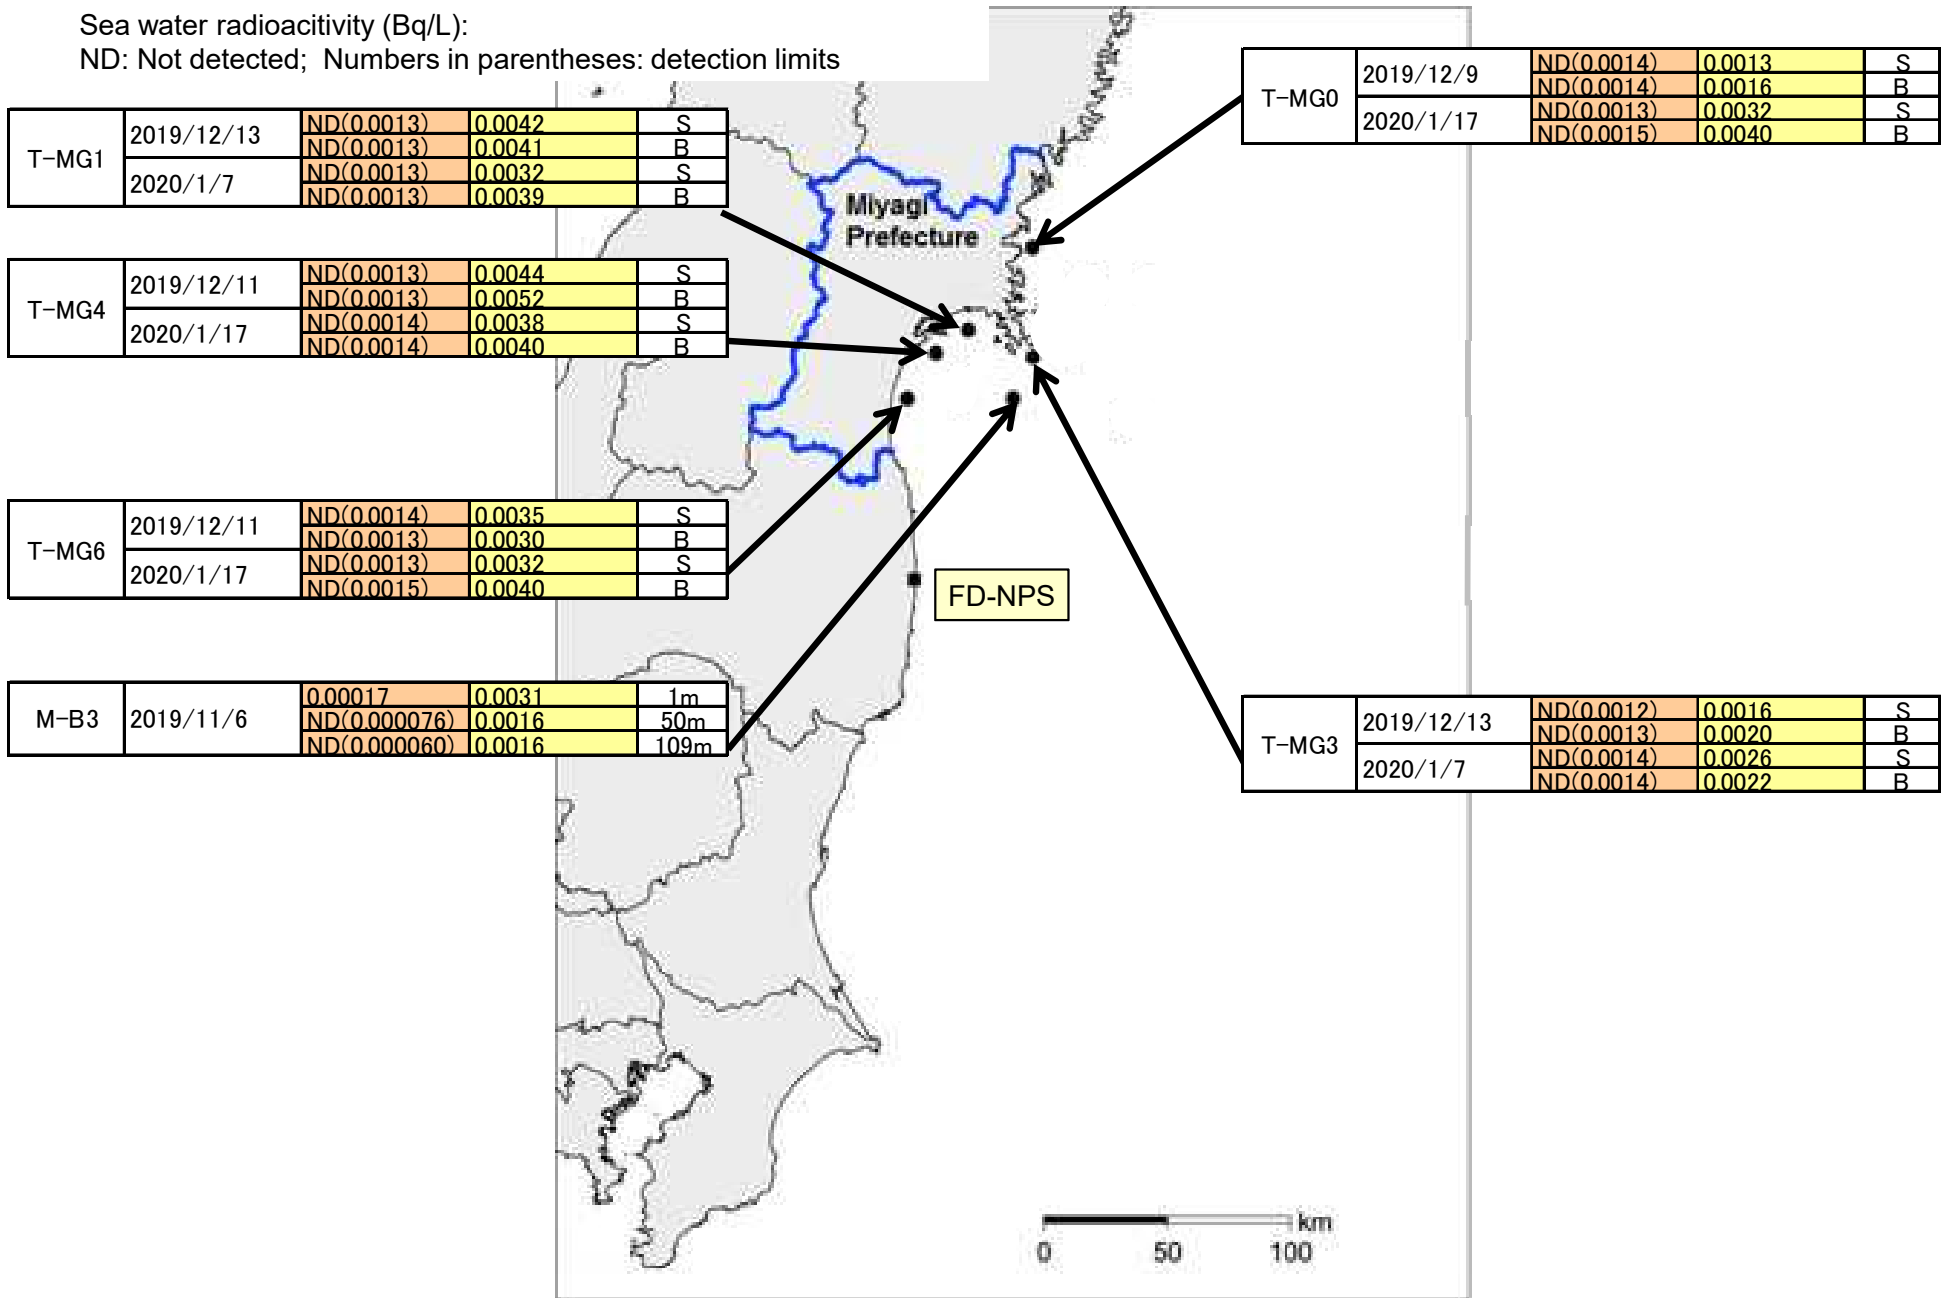 Sea water radioacitivity (Bq/L):
ND: Not detected; Numbers in parentheses: detection limits
T-MG1 2019/12/13 ND(0.0013) 0.0042 S
ND(0.0013) 0.0041 B
2020/1/7 ND(0.0013) 0.0032 S
ND(0.0013) 0.0039 B
T-MG4 2019/12/11 ND(0.0013) 0.0044 S
ND(0.0013) 0.0052 B
2020/1/17 ND(0.0014) 0.0038 S
ND(0.0014) 0.0040 B
T-MG6 2019/12/11 ND(0.0014) 0.0035 S
ND(0.0013) 0.0030 B
2020/1/17 ND(0.0013) 0.0032 S
ND(0.0015) 0.0040 B
M-B3 2019/11/6 0.00017 0.0031 1m
ND(0.000076) 0.0016 50m
ND(0.000060) 0.0016 109m
Miyagi
Prefecture
FD-NPS
T-MG0 2019/12/9 ND(0.0014) 0.0013 S
ND(0.0014) 0.0016 B
2020/1/17 ND(0.0013) 0.0032 S
ND(0.0015) 0.0040 B
T-MG3 2019/12/13 ND(0.0012) 0.0016 S
ND(0.0013) 0.0020 B
2020/1/7 ND(0.0014) 0.0026 S
ND(0.0014) 0.0022 B
km
0 50 100